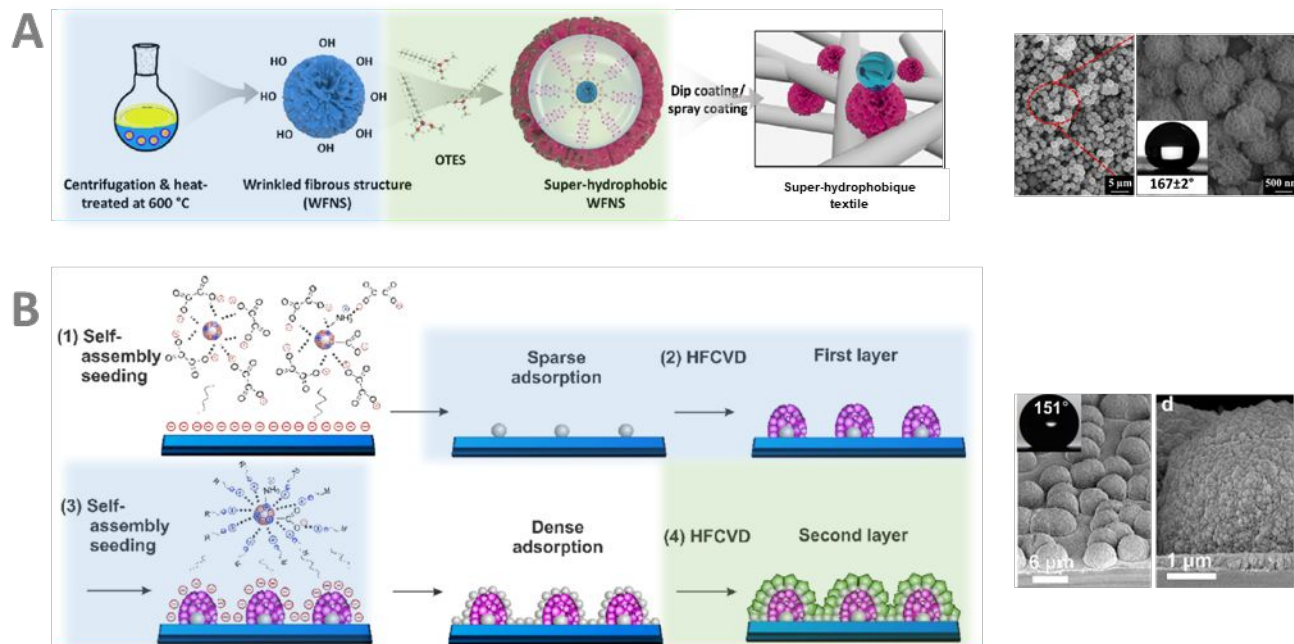 A
HO
OH
OH
HO
OH
HO
OH
HO
OH
OTES
Dip coating/
spray coating
Centrifugation & heat-
treated at 600 °C
Wrinkled fibrous structure
(WFNS)
Super-hydrophobic
WFNS
Super-hydrophobique
textile
5 µm
167±2°
500 nm
B
(1) Self-
assembly
seeding
Sparse
adsorption
(2) HFCVD
First layer
(3) Self-
assembly
seeding
Dense
adsorption
(4) HFCVD
Second layer
151°
6 µm
d
1 µm